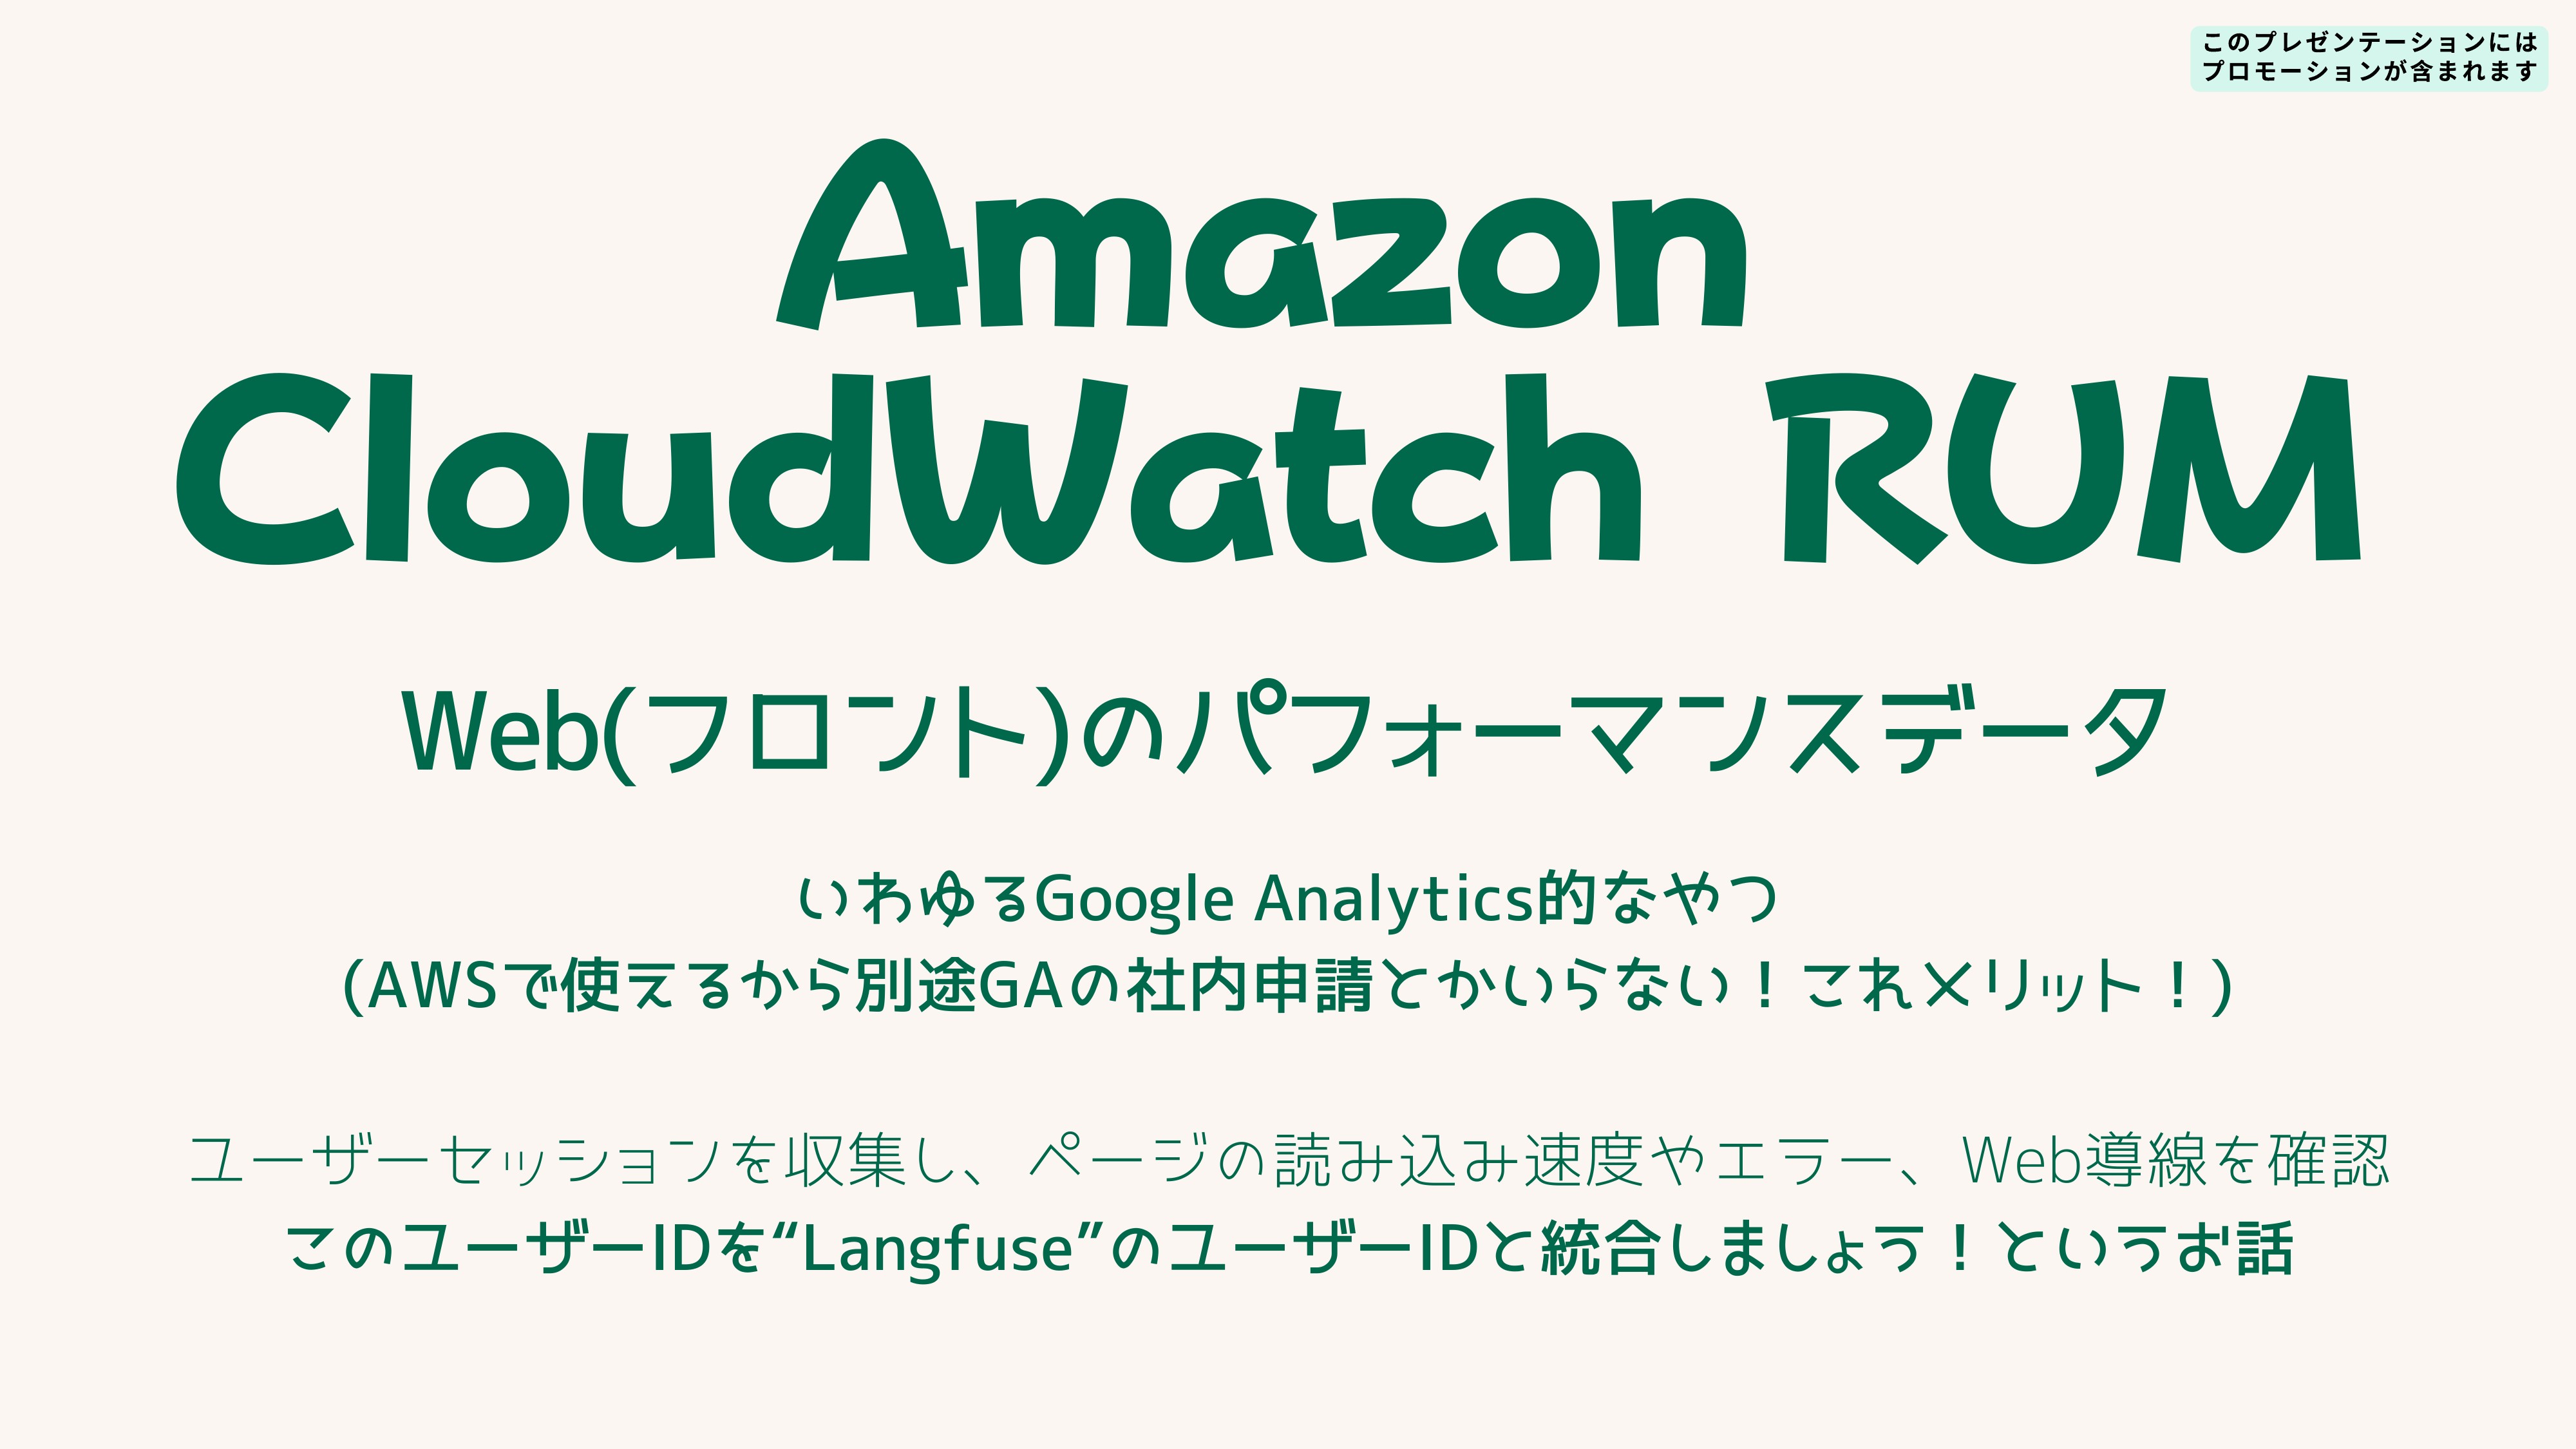 このプレゼンテーションには
プロモーションが含まれます
Amazon
CloudWatch RUM
Web(フロント)のパフォーマンスデータ
いわゆるGoogle Analytics的なやつ
(AWSで使えるから別途GAの社内申請とかいらない！これメリット！)
ユーザーセッションを収集し、ページの読み込み速度やエラー、Web導線を確認
このユーザーIDを“Langfuse”のユーザーIDと統合しましょう！というお話